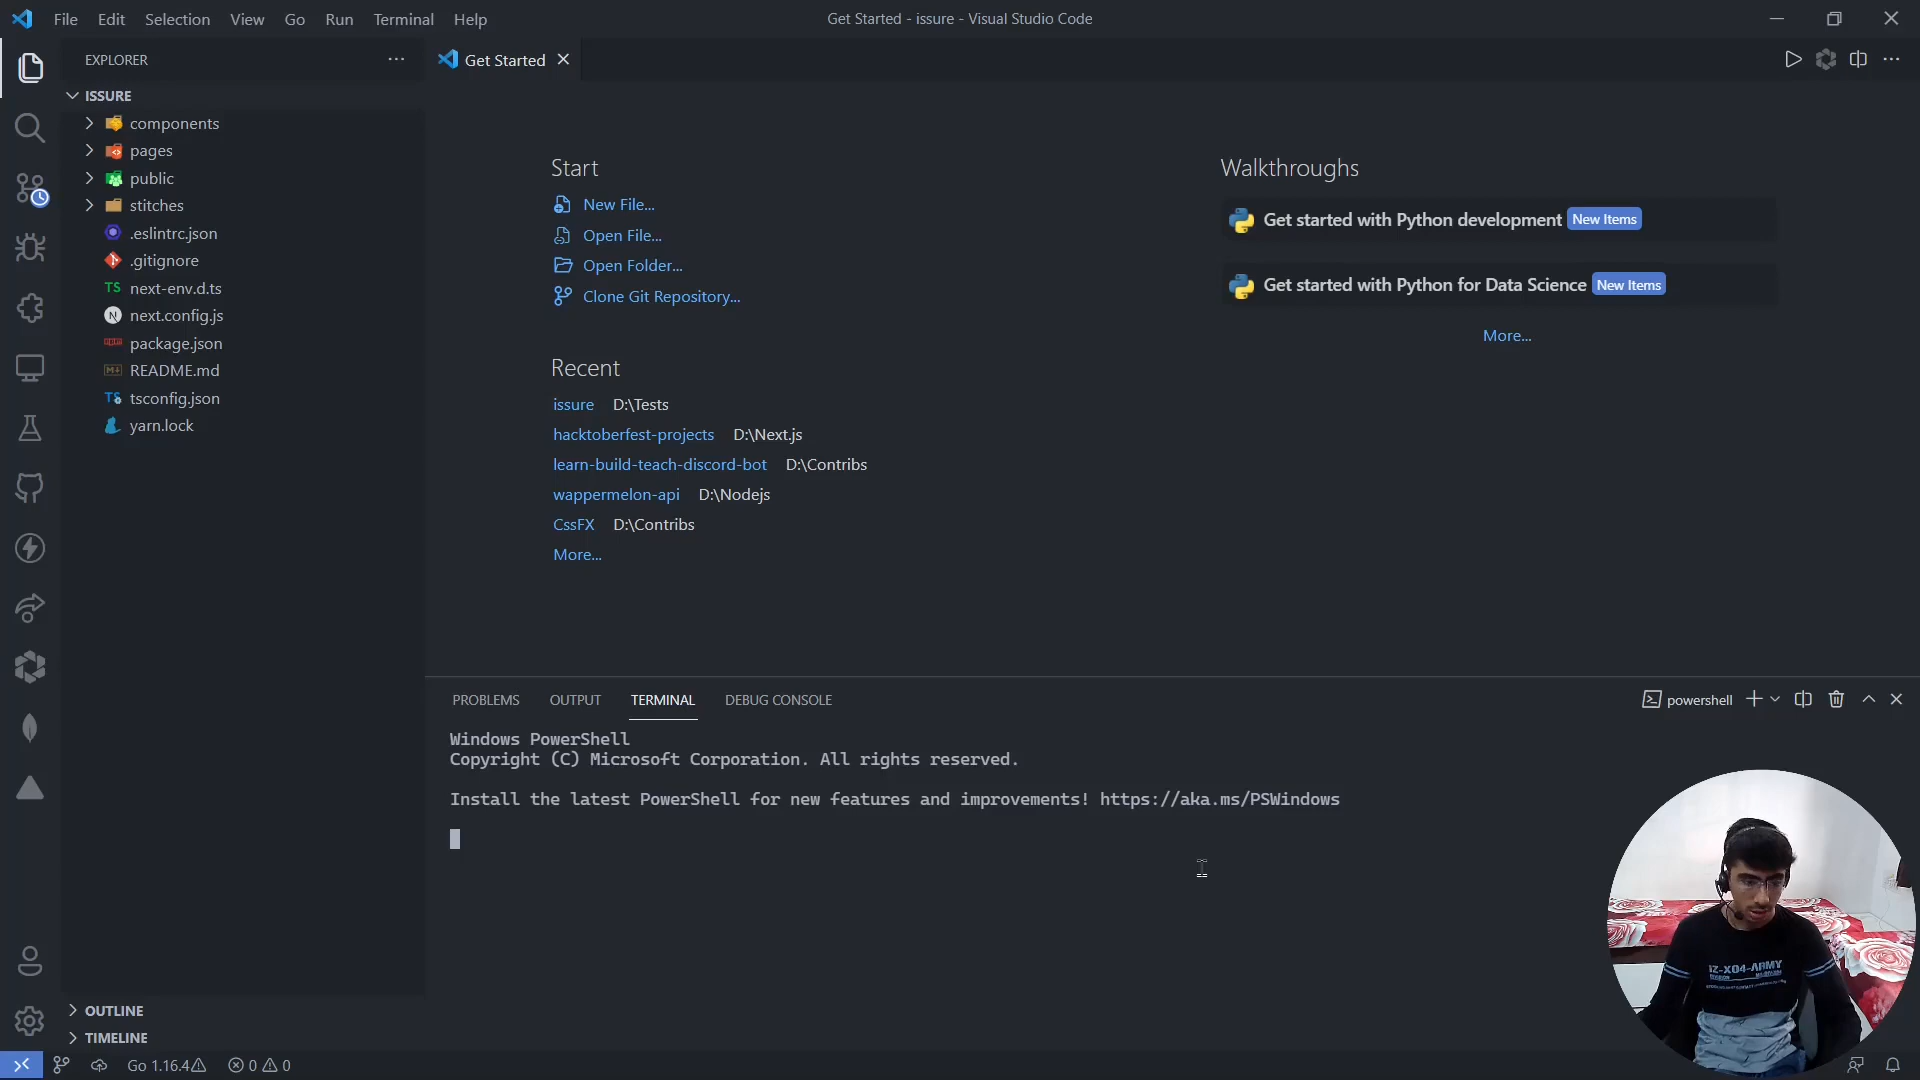 File Edit Selection View Go Run Terminal Help
Get Started - issure - Visual Studio Code
EXPLORER
Get Started
ISSURE
components
pages
public
stitches
.eslintrc.json
.gitignore
next-env.d.ts
next.config.js
package.json
README.md
tsconfig.json
yarn.lock
OUTLINE
TIMELINE
Start
New File...
Open File...
Open Folder...
Clone Git Repository...
Recent
issure D:\Tests
hacktoberfest-projects D:\Next.js
learn-build-teach-discord-bot D:\Contribs
wappermelon-api D:\Nodejs
CssFX D:\Contribs
More...
Walkthroughs
Get started with Python development New Items
Get started with Python for Data Science New Items
More...
PROBLEMS OUTPUT TERMINAL DEBUG CONSOLE
powershell
Windows PowerShell
Copyright (C) Microsoft Corporation. All rights reserved.
Install the latest PowerShell for new features and improvements! https://aka.ms/PSWindows
IZ-X04-ARMY
Go 1.16.4 0 0